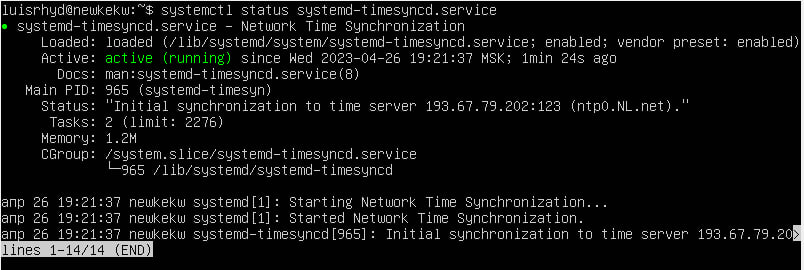 luisrhyd@newkekw:~$ systemctl status systemd-timesyncd.service
● systemd-timesyncd.service - Network Time Synchronization
     Loaded: loaded (/lib/systemd/system/systemd-timesyncd.service; enabled; vendor preset: enabled)
     Active: active (running) since Wed 2023-04-26 19:21:37 MSK; 1min 24s ago
       Docs: man:systemd-timesyncd.service(8)
   Main PID: 965 (systemd-timesyn)
     Status: "Initial synchronization to time server 193.67.79.202:123 (ntp0.NL.net)."
      Tasks: 2 (limit: 2276)
     Memory: 1.2M
     CGroup: /system.slice/systemd-timesyncd.service
             └─965 /lib/systemd/systemd-timesyncd

апр 26 19:21:37 newkekw systemd[1]: Starting Network Time Synchronization...
апр 26 19:21:37 newkekw systemd[1]: Started Network Time Synchronization.
апр 26 19:21:37 newkekw systemd-timesyncd[965]: Initial synchronization to time server 193.67.79.20>
lines 1-14/14 (END)